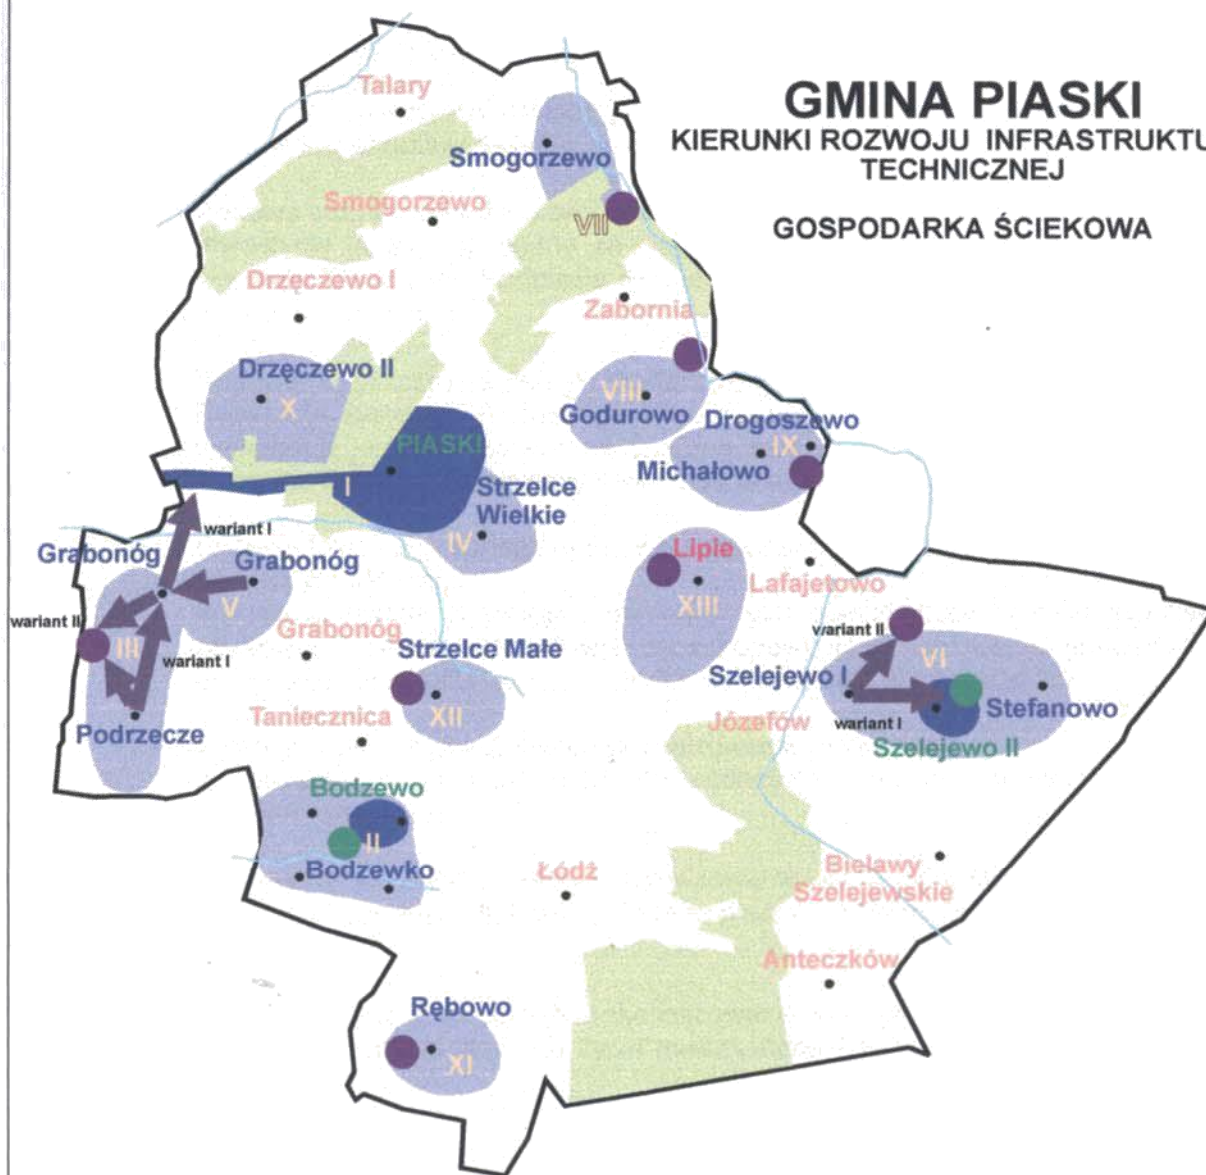 GMINA PIASKI
KIERUNKI ROZWOJU INFRASTRUKTU
TECHNICZNEJ
GOSPODARKA ŚCIEKOWA
Talary
Smogorzewo
Smogorzewo
VII
Drzęczewo I
Zabornia
Drzęczewo II
X
VIII
Godurowo
Drogoszewo
IX
Michałowo
PIASKI
I
Strzelce
Wielkie
IV
wariant I
Grabonóg
Grabonóg
V
Lipie
XIII
Lafajetowo
wariant II
III
wariant I
Grabonóg
Strzelce Małe
XII
Podrzecze
Taniecznica
wariant II
VI
Szelejewo I
wariant I
Stefanowo
Szelejewo II
Józefów
Bodzewo
II
Bodzewko
Łódź
Bielawy
Szelejewskie
Anteczków
Rębowo
XI